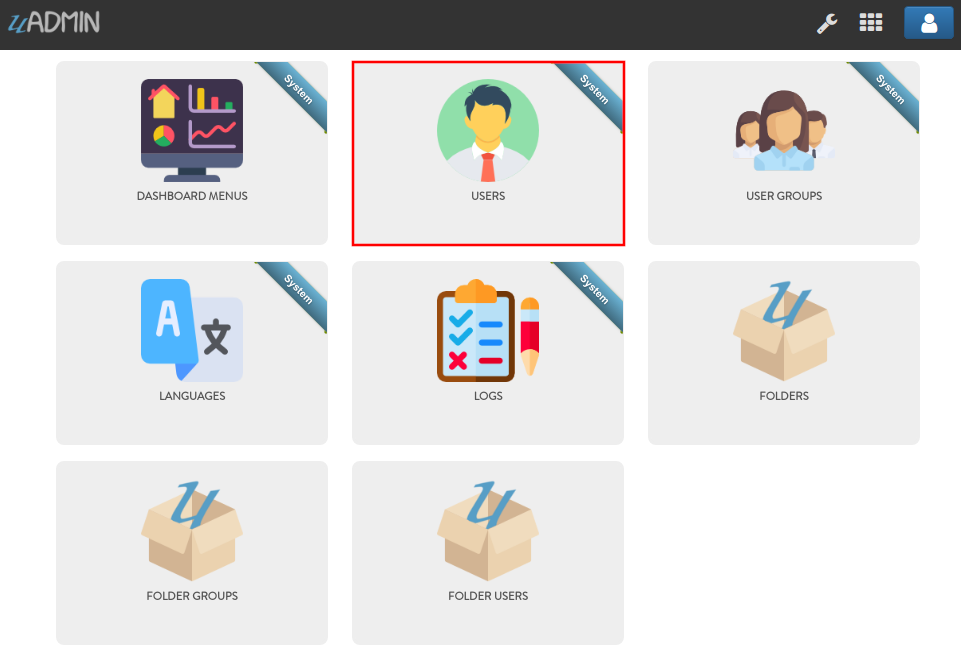 uADMIN
System
DASHBOARD MENUS
System
USERS
System
USER GROUPS
System
A 文
LANGUAGES
System
LOGS
u
FOLDERS
u
FOLDER GROUPS
u
FOLDER USERS